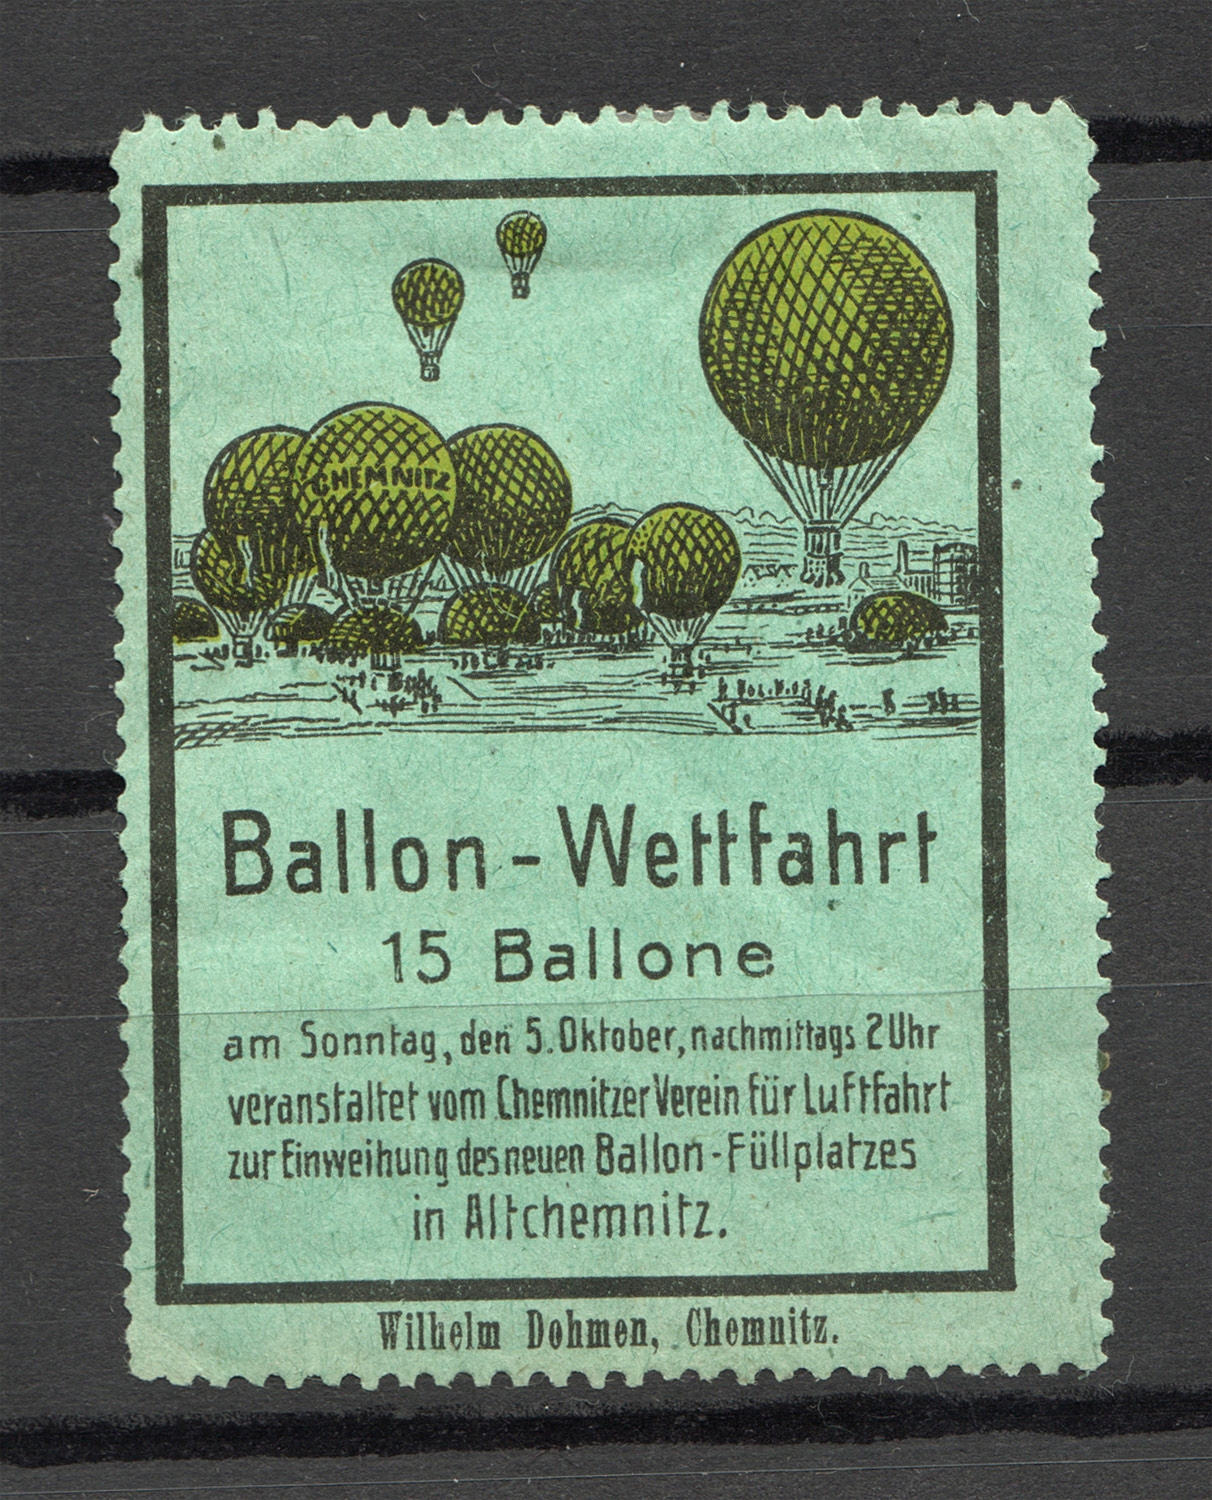 CHEMNITZ
Ballon - Wettfahrt
15 Ballone
am Sonntag, den 5. Oktober, nachmittags 2 Uhr
veranstaltet vom Chemnitzer Verein für Luftfahrt
zur Einweihung des neuen Ballon-Füllplatzes
in Altchemnitz.
Wilhelm Dohmen, Chemnitz.